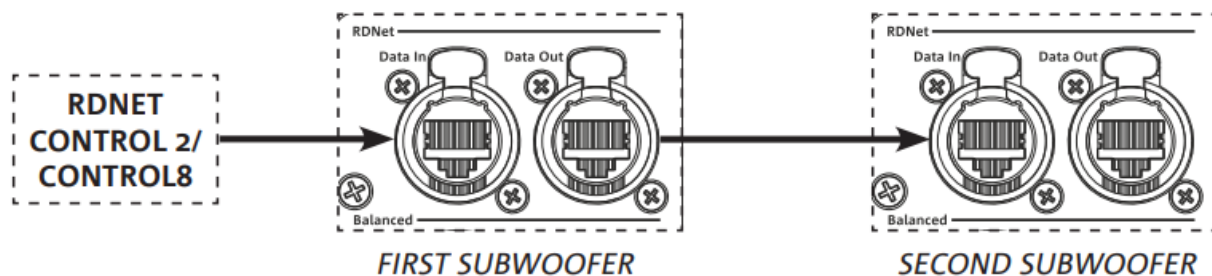 RDNET
CONTROL 2/
CONTROL8
RDNet
Data In
Data Out
Balanced
FIRST SUBWOOFER
RDNet
Data In
Data Out
Balanced
SECOND SUBWOOFER